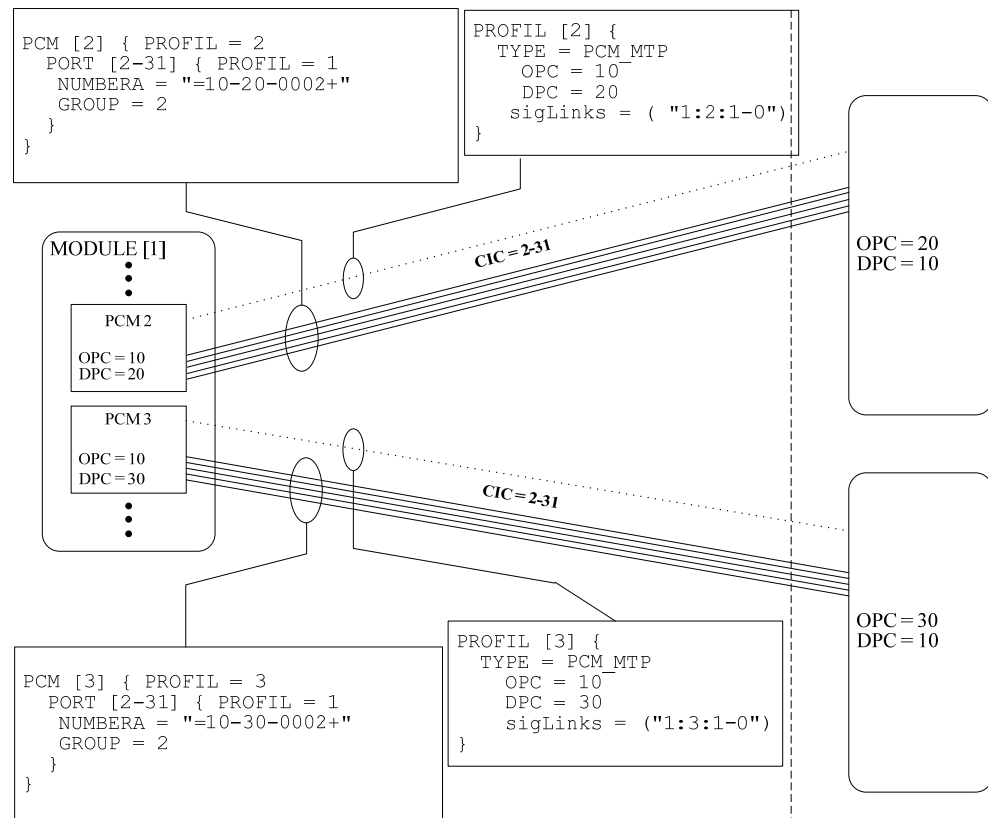 PCM [2] { PROFIL = 2
PORT [2-31] { PROFIL = 1
NUMBERA = "=10-20-0002+"
GROUP = 2
}
}
PROFIL [2] {
TYPE = PCM_MTP
OPC = 10
DPC = 20
sigLinks = ( "1:2:1-0")
}
MODULE [1]
PCM 2
OPC = 10
DPC = 20
PCM 3
OPC = 10
DPC = 30
CIC = 2-31
CIC = 2-31
OPC = 20
DPC = 10
OPC = 30
DPC = 10
PCM [3] { PROFIL = 3
PORT [2-31] { PROFIL = 1
NUMBERA = "=10-30-0002+"
GROUP = 2
}
}
PROFIL [3] {
TYPE = PCM_MTP
OPC = 10
DPC = 30
sigLinks = ("1:3:1-0")
}